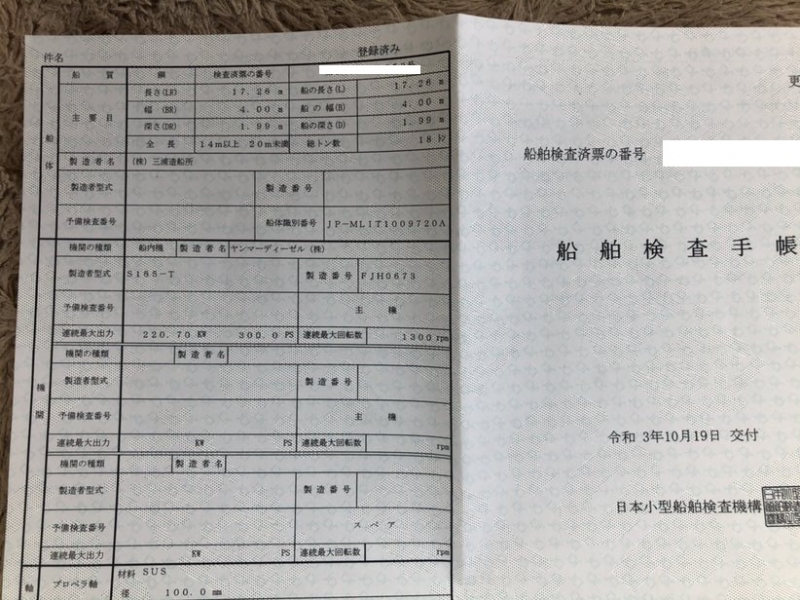 件名 登録済み
船質 鋼 検査済票の番号
主要目 長さ(LR) 17.26 m 船の長さ(L) 17.26 m
幅(BR) 4.00 m 船の幅(B) 4.00 m
深さ(DR) 1.99 m 船の深さ(D) 1.99 m
全長 14m以上 20m未満 総トン数 18 トン
船体
製造者名 (株)三浦造船所
製造者型式 製造番号
予備検査番号 船体識別番号 JP-MLIT1009720A
機関の種類 船内機 製造者名 ヤンマーディーゼル(株)
製造者型式 S185-T 製造番号 FJH0673
予備検査番号 主機
連続最大出力 220.70 KW 300.0 PS 連続最大回転数 1300 rpm
機関の種類 製造者名
製造者型式 製造番号
機関
予備検査番号 主機
連続最大出力 KW PS 連続最大回転数 rpm
機関の種類 製造者名
製造者型式 製造番号
予備検査番号 スペア
連続最大出力 KW PS 連続最大回転数 rpm
軸 プロペラ軸 材料 SUS
径 100.0 mm
更
船舶検査済票の番号
船舶検査手帳
令和 3年10月19日 交付
日本小型船舶検査機構